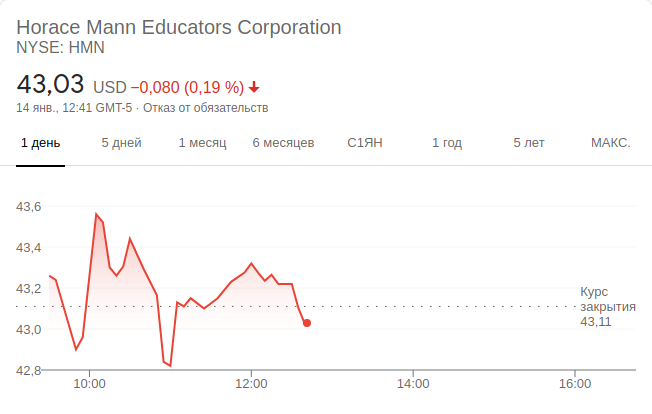 Horace Mann Educators Corporation
NYSE: HMN
43,03 USD −0,080 (0,19 %)
14 янв., 12:41 GMT-5 · Отказ от обязательств
1 день 5 дней 1 месяц 6 месяцев С1ЯН 1 год 5 лет МАКС.
43,6
43,4
43,2
43,0
42,8
Курс
закрытия
43,11
10:00 12:00 14:00 16:00